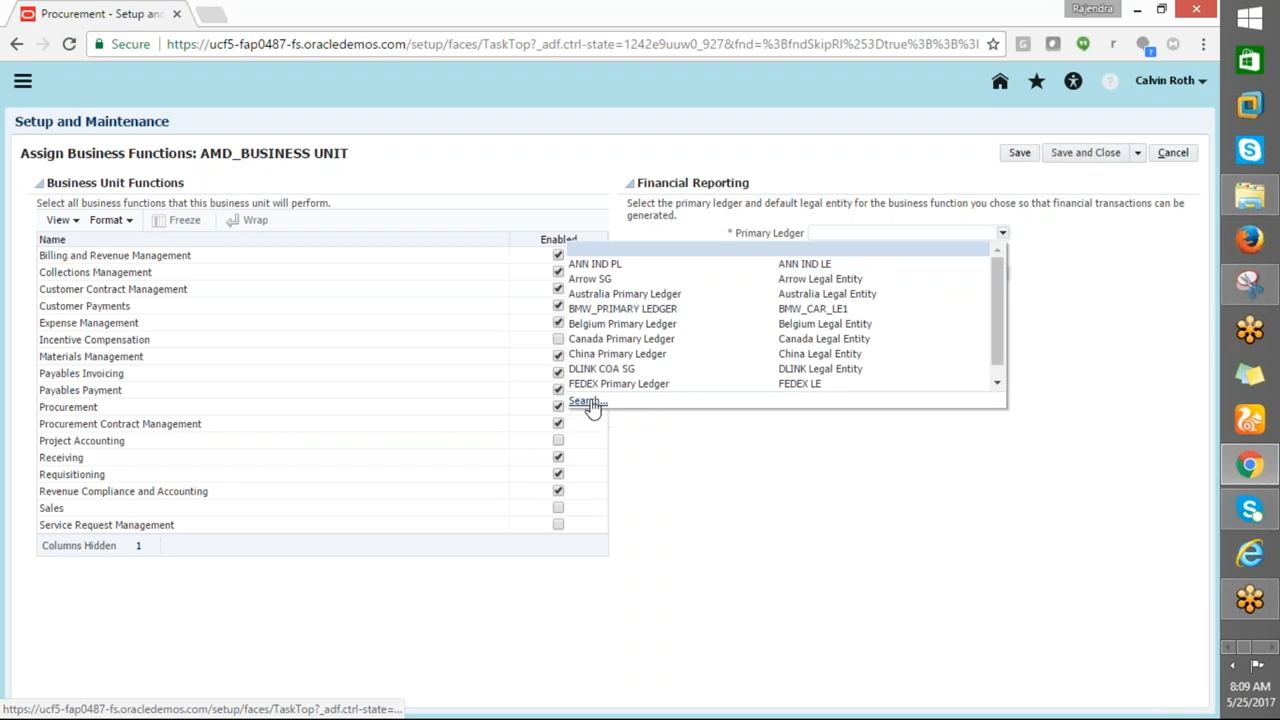 Procurement - Setup and
Rajendra
Secure
https://ucf5-fap0487-fs.oracledemos.com/setup/faces/TaskTop?_adf.ctrl-state=1242e9uuw0_927&fnd=%3BfndSkipRI%253Dtrue%3B%3B%3I
Calvin Roth
Setup and Maintenance
Assign Business Functions: AMD_BUSINESS UNIT
Save
Save and Close
Cancel
Business Unit Functions
Financial Reporting
Select all business functions that this business unit will perform.
Select the primary ledger and default legal entity for the business function you chose so that financial transactions can be
generated.
View
Format
Freeze
Wrap
* Primary Ledger
Name
Enabled
Billing and Revenue Management
Collections Management
Customer Contract Management
Customer Payments
Expense Management
Incentive Compensation
Materials Management
Payables Invoicing
Payables Payment
Procurement
Procurement Contract Management
Project Accounting
Receiving
Requisitioning
Revenue Compliance and Accounting
Sales
Service Request Management
Columns Hidden 1
ANN IND PL ANN IND LE
Arrow SG Arrow Legal Entity
Australia Primary Ledger Australia Legal Entity
BMW_PRIMARY LEDGER BMW_CAR_LE1
Belgium Primary Ledger Belgium Legal Entity
Canada Primary Ledger Canada Legal Entity
China Primary Ledger China Legal Entity
DLINK COA SG DLINK Legal Entity
FEDEX Primary Ledger FEDEX LE
Search...
https://ucf5-fap0487-fs.oracledemos.com/setup/faces/TaskTop?_adf.ctrl-state=...
8:09 AM
5/25/2017